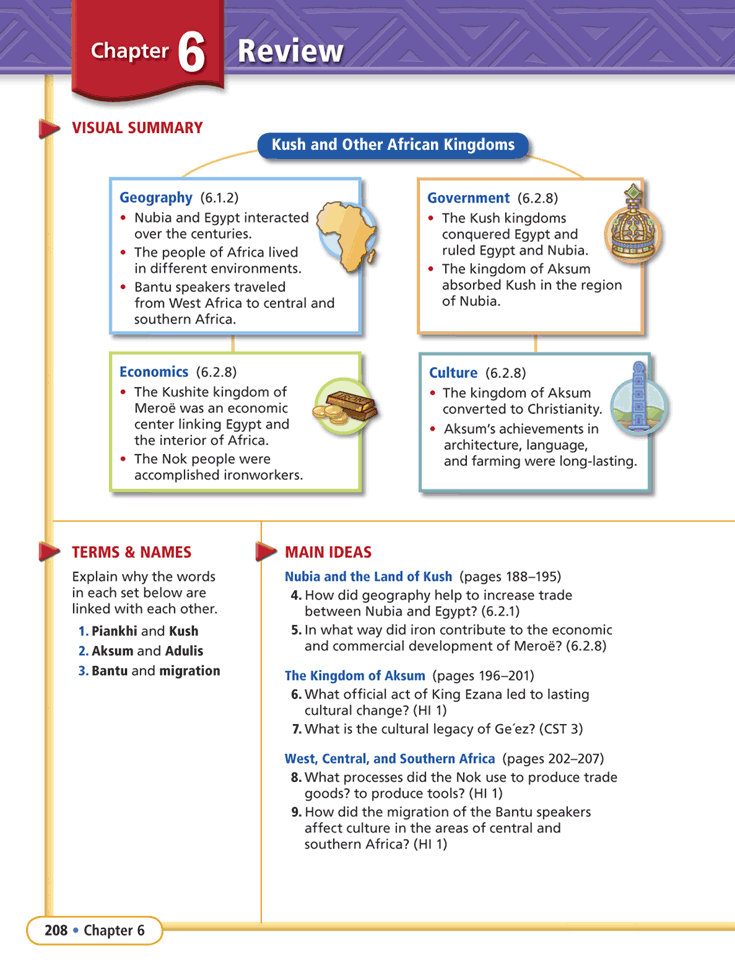 Chapter 6 Review
VISUAL SUMMARY
Kush and Other African Kingdoms
Geography (6.1.2)
• Nubia and Egypt interacted
over the centuries.
• The people of Africa lived
in different environments.
• Bantu speakers traveled
from West Africa to central and
southern Africa.
Government (6.2.8)
• The Kush kingdoms
conquered Egypt and
ruled Egypt and Nubia.
• The kingdom of Aksum
absorbed Kush in the region
of Nubia.
Economics (6.2.8)
• The Kushite kingdom of
Meroë was an economic
center linking Egypt and
the interior of Africa.
• The Nok people were
accomplished ironworkers.
Culture (6.2.8)
• The kingdom of Aksum
converted to Christianity.
• Aksum's achievements in
architecture, language,
and farming were long-lasting.
TERMS & NAMES
Explain why the words
in each set below are
linked with each other.
1. Piankhi and Kush
2. Aksum and Adulis
3. Bantu and migration
MAIN IDEAS
Nubia and the Land of Kush (pages 188–195)
4. How did geography help to increase trade
between Nubia and Egypt? (6.2.1)
5. In what way did iron contribute to the economic
and commercial development of Meroë? (6.2.8)
The Kingdom of Aksum (pages 196–201)
6. What official act of King Ezana led to lasting
cultural change? (HI 1)
7. What is the cultural legacy of Ge´ez? (CST 3)
West, Central, and Southern Africa (pages 202–207)
8. What processes did the Nok use to produce trade
goods? to produce tools? (HI 1)
9. How did the migration of the Bantu speakers
affect culture in the areas of central and
southern Africa? (HI 1)
208 • Chapter 6